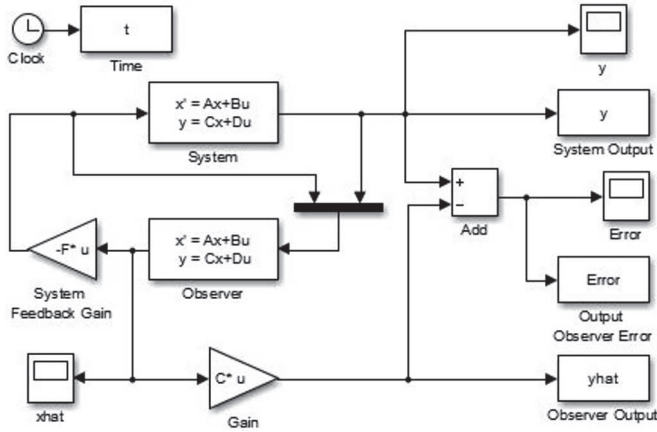 t
Clock
Time
y
x' = Ax+Bu
y = Cx+Du
System
y
System Output
+
−
Add
Error
x' = Ax+Bu
y = Cx+Du
Observer
-F* u
System
Feedback Gain
Error
Output
Observer Error
xhat
C* u
Gain
yhat
Observer Output